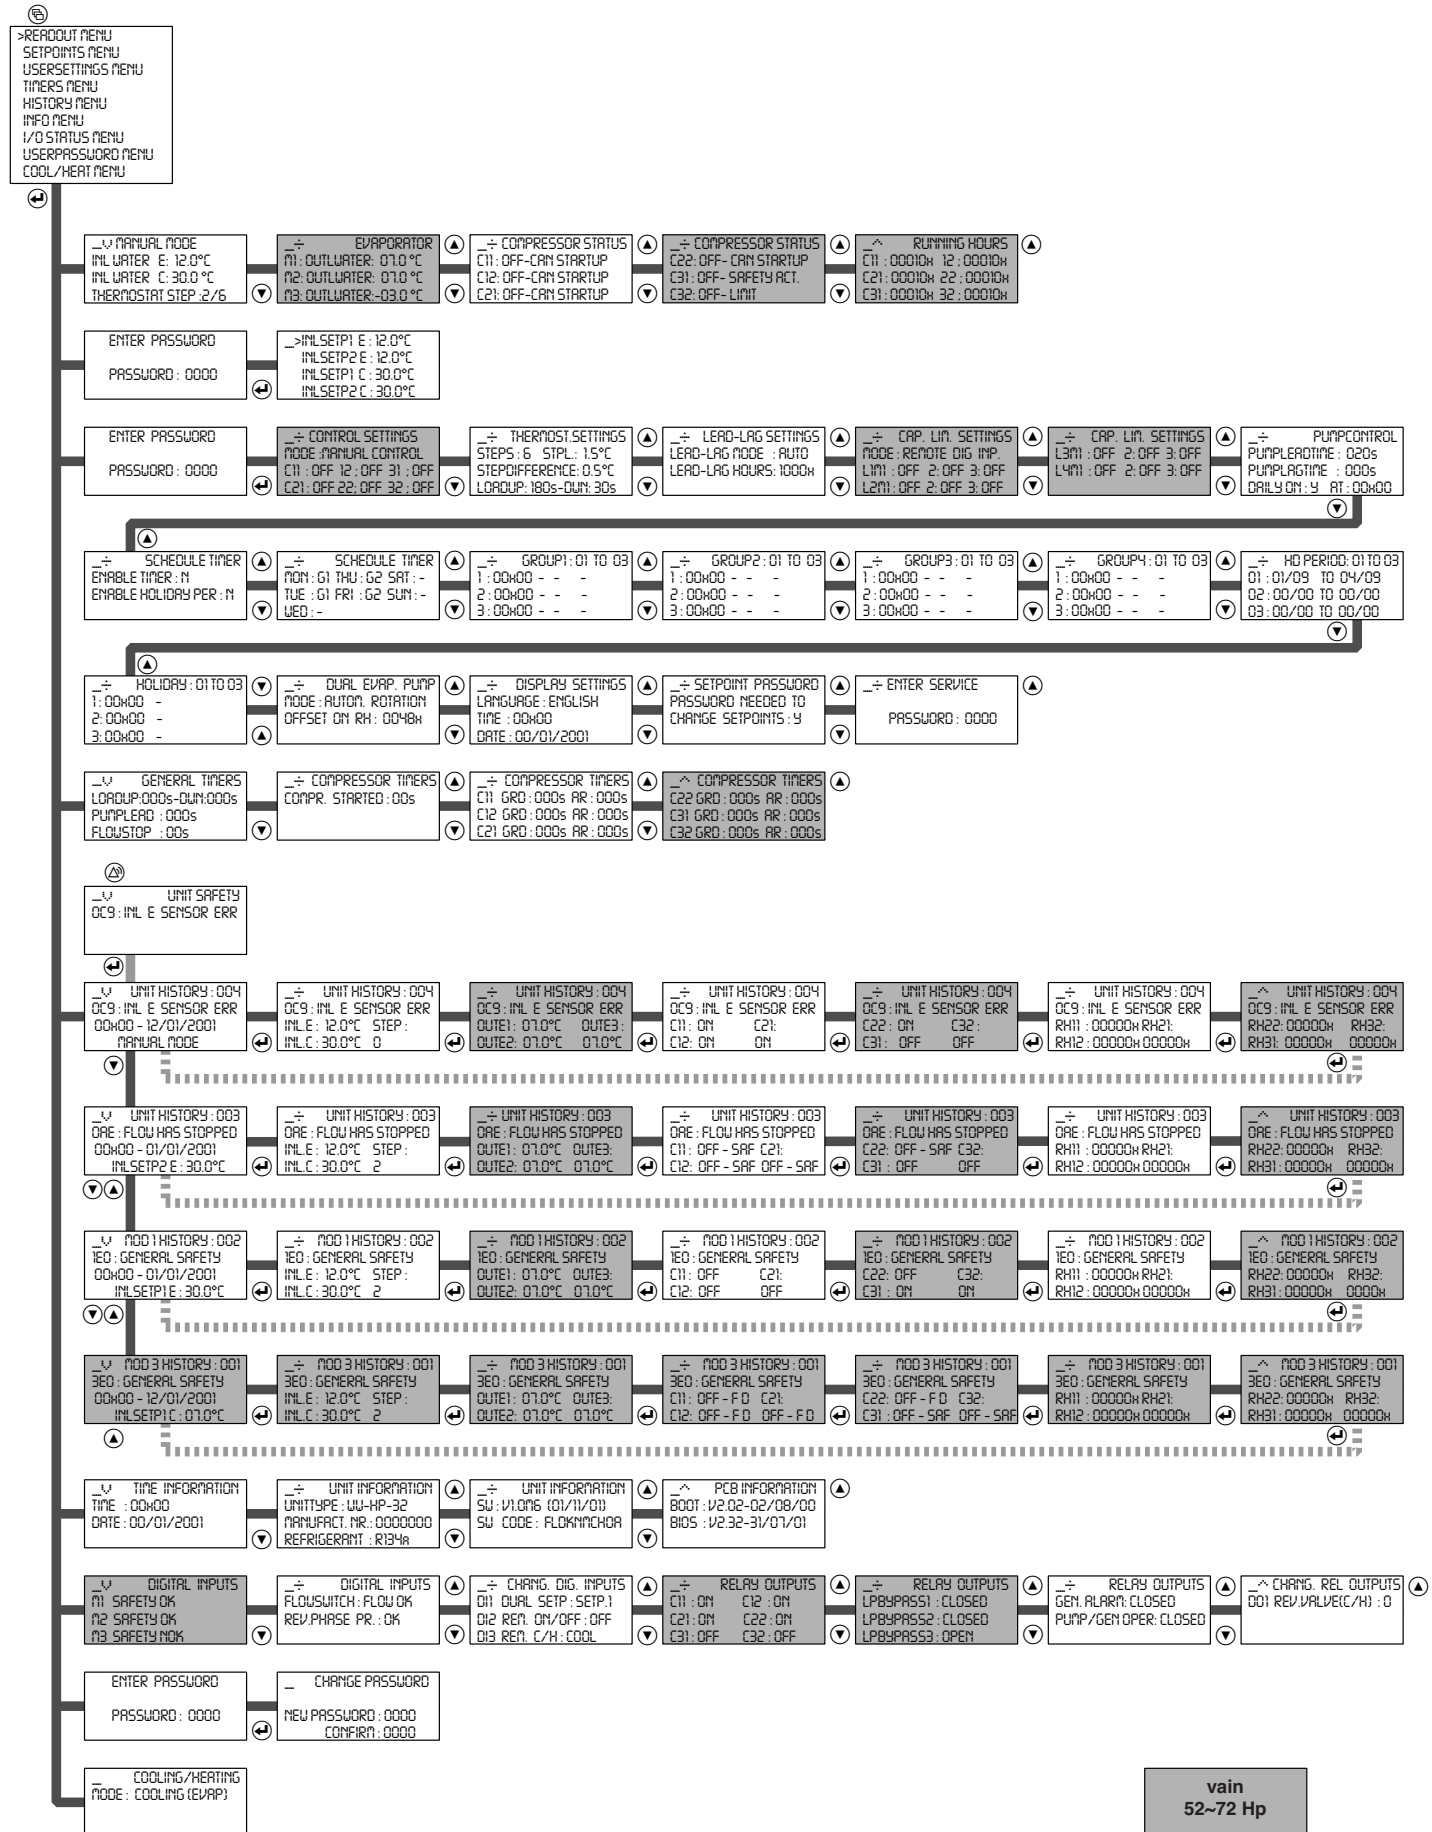 >READOUT MENU
SETPOINTS MENU
USERSETTINGS MENU
TIMERS MENU
HISTORY MENU
INFO MENU
I/O STATUS MENU
USERPASSWORD MENU
COOL/HEAT MENU
_v MANUAL MODE
INL WATER E: 12.0°C
INL WATER C: 30.0°C
THERMOSTAT STEP :2/6
_÷ EVAPORATOR
M1: OUTLWATER: 07.0 °C
M2: OUTLWATER: 07.0 °C
M3: OUTLWATER:-03.0 °C
_÷ COMPRESSOR STATUS
C11: OFF-CAN STARTUP
C12: OFF-CAN STARTUP
C21: OFF-CAN STARTUP
_÷ COMPRESSOR STATUS
C22: OFF- CAN STARTUP
C31: OFF- SAFETY ACT.
C32: OFF- LIMIT
_^ RUNNING HOURS
C11 : 00010h 12 : 00010h
C21 : 00010h 22 : 00010h
C31 : 00010h 32 : 00010h
ENTER PASSWORD
PASSWORD : 0000
_>INLSETP1 E : 12.0°C
INLSETP2 E : 12.0°C
INLSETP1 C : 30.0°C
INLSETP2 C : 30.0°C
ENTER PASSWORD
PASSWORD : 0000
_÷ CONTROL SETTINGS
MODE :MANUAL CONTROL
C11 : OFF 12 : OFF 31 : OFF
C21 : OFF 22: OFF 32 : OFF
_÷ THERMOST.SETTINGS
STEPS : 6 STPL.: 1.5°C
STEPDIFFERENCE: 0.5°C
LOADUP: 180s-DWN: 30s
_÷ LEAD-LAG SETTINGS
LEAD-LAG MODE : AUTO
LEAD-LAG HOURS: 1000h
_÷ CAP. LIM. SETTINGS
MODE : REMOTE DIG INP.
L1M1 : OFF 2: OFF 3: OFF
L2M1 : OFF 2: OFF 3: OFF
_÷ CAP. LIM. SETTINGS
L3M1 : OFF 2: OFF 3: OFF
L4M1 : OFF 2: OFF 3: OFF
_÷ PUMPCONTROL
PUMPLEADTIME : 020s
PUMPLAGTIME : 000s
DAILY ON : Y AT : 00h00
_÷ SCHEDULE TIMER
ENABLE TIMER : N
ENABLE HOLIDAY PER : N
_÷ SCHEDULE TIMER
MON : G1 THU : G2 SAT : -
TUE : G1 FRI : G2 SUN : -
WED : -
_÷ GROUP1 : 01 TO 03
1 : 00h00 - - -
2 : 00h00 - - -
3 : 00h00 - - -
_÷ GROUP2 : 01 TO 03
1 : 00h00 - - -
2 : 00h00 - - -
3 : 00h00 - - -
_÷ GROUP3 : 01 TO 03
1 : 00h00 - - -
2 : 00h00 - - -
3 : 00h00 - - -
_÷ GROUP4 : 01 TO 03
1 : 00h00 - - -
2 : 00h00 - - -
3 : 00h00 - - -
_÷ HD PERIOD: 01 TO 03
01 : 01/09 TO 04/09
02 : 00/00 TO 00/00
03 : 00/00 TO 00/00
_÷ HOLIDAY : 01 TO 03
1: 00h00 -
2: 00h00 -
3: 00h00 -
_÷ DUAL EVAP. PUMP
MODE : AUTOM. ROTATION
OFFSET ON RH : 0048h
_÷ DISPLAY SETTINGS
LANGUAGE : ENGLISH
TIME : 00h00
DATE : 00/01/2001
_÷ SETPOINT PASSWORD
PASSWORD NEEDED TO
CHANGE SETPOINTS : Y
_÷ ENTER SERVICE
PASSWORD : 0000
_v GENERAL TIMERS
LOADUP:000s-DWN:000s
PUMPLEAD : 000s
FLOWSTOP : 00s
_÷ COMPRESSOR TIMERS
COMPR. STARTED : 00s
_÷ COMPRESSOR TIMERS
C11 GRD : 000s AR : 000s
C12 GRD : 000s AR : 000s
C21 GRD : 000s AR : 000s
_^ COMPRESSOR TIMERS
C22 GRD : 000s AR : 000s
C31 GRD : 000s AR : 000s
C32 GRD : 000s AR : 000s
_v UNIT SAFETY
0C9 : INL E SENSOR ERR
_v UNIT HISTORY : 004
0C9 : INL E SENSOR ERR
00h00 - 12/01/2001
MANUAL MODE
_÷ UNIT HISTORY : 004
0C9 : INL E SENSOR ERR
INL.E : 12.0°C STEP :
INL.C : 30.0°C 0
_÷ UNIT HISTORY : 004
0C9 : INL E SENSOR ERR
OUTE1 : 07.0°C OUTE3 :
OUTE2: 07.0°C 07.0°C
_÷ UNIT HISTORY : 004
0C9 : INL E SENSOR ERR
C11 : ON C21:
C12: ON ON
_÷ UNIT HISTORY : 004
0C9 : INL E SENSOR ERR
C22 : ON C32 :
C31 : OFF OFF
_÷ UNIT HISTORY : 004
0C9 : INL E SENSOR ERR
RH11 : 00000h RH21:
RH12 : 00000h 00000h
_^ UNIT HISTORY : 004
0C9 : INL E SENSOR ERR
RH22: 00000h RH32:
RH31: 00000h 00000h
_v UNIT HISTORY : 003
0AE : FLOW HAS STOPPED
00h00 - 01/01/2001
INLSETP2 E : 30.0°C
_÷ UNIT HISTORY : 003
0AE : FLOW HAS STOPPED
INL.E : 12.0°C STEP :
INL.C : 30.0°C 2
_÷ UNIT HISTORY : 003
0AE : FLOW HAS STOPPED
OUTE1 : 07.0°C OUTE3:
OUTE2: 07.0°C 07.0°C
_÷ UNIT HISTORY : 003
0AE : FLOW HAS STOPPED
C11 : OFF - SAF C21:
C12: OFF - SAF OFF - SAF
_÷ UNIT HISTORY : 003
0AE : FLOW HAS STOPPED
C22: OFF - SAF C32:
C31 : OFF OFF
_÷ UNIT HISTORY : 003
0AE : FLOW HAS STOPPED
RH11 : 00000h RH21:
RH12 : 00000h 00000h
_^ UNIT HISTORY : 003
0AE : FLOW HAS STOPPED
RH22: 00000h RH32:
RH31 : 00000h 00000h
_v MOD 1 HISTORY : 002
1E0 : GENERAL SAFETY
00h00 - 01/01/2001
INLSETP1 E : 30.0°C
_÷ MOD 1 HISTORY : 002
1E0 : GENERAL SAFETY
INL.E : 12.0°C STEP :
INL.C : 30.0°C 2
_÷ MOD 1 HISTORY : 002
1E0 : GENERAL SAFETY
OUTE1 : 07.0°C OUTE3:
OUTE2: 07.0°C 07.0°C
_÷ MOD 1 HISTORY : 002
1E0 : GENERAL SAFETY
C11 : OFF C21:
C12: OFF OFF
_÷ MOD 1 HISTORY : 002
1E0 : GENERAL SAFETY
C22: OFF C32:
C31 : ON ON
_÷ MOD 1 HISTORY : 002
1E0 : GENERAL SAFETY
RH11 : 00000h RH21:
RH12 : 00000h 00000h
_^ MOD 1 HISTORY : 002
1E0 : GENERAL SAFETY
RH22: 00000h RH32:
RH31 : 00000h 0000h
_v MOD 3 HISTORY : 001
3E0 : GENERAL SAFETY
00h00 - 12/01/2001
INLSETP1 C : 07.0°C
_÷ MOD 3 HISTORY : 001
3E0 : GENERAL SAFETY
INL.E : 12.0°C STEP :
INL.C : 30.0°C 2
_÷ MOD 3 HISTORY : 001
3E0 : GENERAL SAFETY
OUTE1 : 07.0°C OUTE3:
OUTE2: 07.0°C 07.0°C
_÷ MOD 3 HISTORY : 001
3E0 : GENERAL SAFETY
C11 : OFF - F D C21:
C12: OFF - F D OFF - F D
_÷ MOD 3 HISTORY : 001
3E0 : GENERAL SAFETY
C22: OFF - F D C32:
C31 : OFF - SAF OFF - SAF
_÷ MOD 3 HISTORY : 001
3E0 : GENERAL SAFETY
RH11 : 00000h RH21:
RH12 : 00000h 00000h
_^ MOD 3 HISTORY : 001
3E0 : GENERAL SAFETY
RH22: 00000h RH32:
RH31 : 00000h 00000h
_v TIME INFORMATION
TIME : 00h00
DATE : 00/01/2001
_÷ UNIT INFORMATION
UNITTYPE : WW-HP-32
MANUFACT. NR.: 0000000
REFRIGERANT : R134a
_÷ UNIT INFORMATION
SW : V1.0M6 (01/11/01)
SW CODE : FLDKNMCHOA
_^ PCB INFORMATION
BOOT : V2.02-02/08/00
BIOS : V2.32-31/07/01
_v DIGITAL INPUTS
M1 SAFETY OK
M2 SAFETY OK
M3 SAFETY NOK
_÷ DIGITAL INPUTS
FLOWSWITCH : FLOW OK
REV.PHASE PR. : OK
_÷ CHANG. DIG. INPUTS
DI1 DUAL SETP : SETP.1
DI2 REM. ON/OFF : OFF
DI3 REM. C/H : COOL
_÷ RELAY OUTPUTS
C11 : ON C12 : ON
C21 : ON C22 : ON
C31 : OFF C32 : OFF
_÷ RELAY OUTPUTS
LPBYPASS1 : CLOSED
LPBYPASS2 : CLOSED
LPBYPASS3 : OPEN
_÷ RELAY OUTPUTS
GEN. ALARM: CLOSED
PUMP/GEN OPER: CLOSED
_^ CHANG. REL OUTPUTS
DO1 REV.VALVE(C/H) : 0
ENTER PASSWORD
PASSWORD : 0000
_ CHANGE PASSWORD
NEW PASSWORD : 0000
CONFIRM : 0000
_ COOLING/HEATING
MODE : COOLING (EVAP)
vain
52~72 Hp